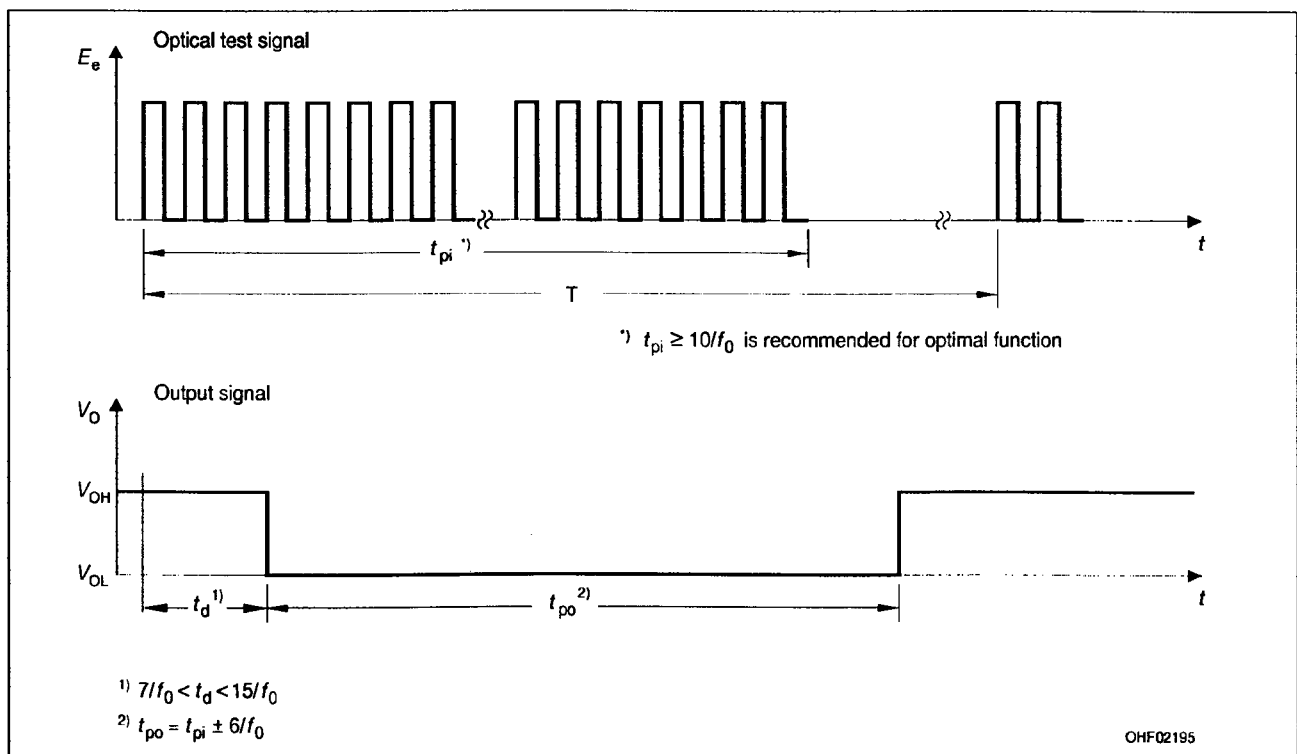 Optical test signal
E_e
t_pi *)
t
T
*) t_pi ≥ 10/f_0 is recommended for optimal function
Output signal
V_O
V_OH
V_OL
t_d 1)
t_po 2)
t
1) 7/f_0 < t_d < 15/f_0
2) t_po = t_pi ± 6/f_0
OHF02195